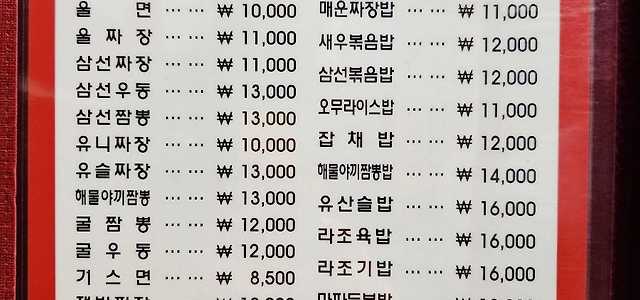 울 면 ··· ··· ₩ 10,000
울 짜 장 ··· ··· ₩ 11,000
삼선짜장 ··· ··· ₩ 11,000
삼선우동 ··· ··· ₩ 13,000
삼선짬뽕 ··· ··· ₩ 13,000
유니짜장 ··· ··· ₩ 10,000
유슬짜장 ··· ··· ₩ 13,000
해물야끼짬뽕 ··· ··· ₩ 13,000
굴 짬 뽕 ··· ··· ₩ 12,000
굴 우 동 ··· ··· ₩ 12,000
기 스 면 ··· ··· ₩ 8,500
매운짜장밥 ··· ··· ₩ 11,000
새우볶음밥 ··· ··· ₩ 12,000
삼선볶음밥 ··· ··· ₩ 12,000
오무라이스밥 ··· ··· ₩ 11,000
잡 채 밥 ··· ··· ₩ 12,000
해물야끼짬뽕밥 ··· ··· ₩ 14,000
유산슬밥 ··· ··· ₩ 16,000
라조육밥 ··· ··· ₩ 16,000
라조기밥 ··· ··· ₩ 16,000